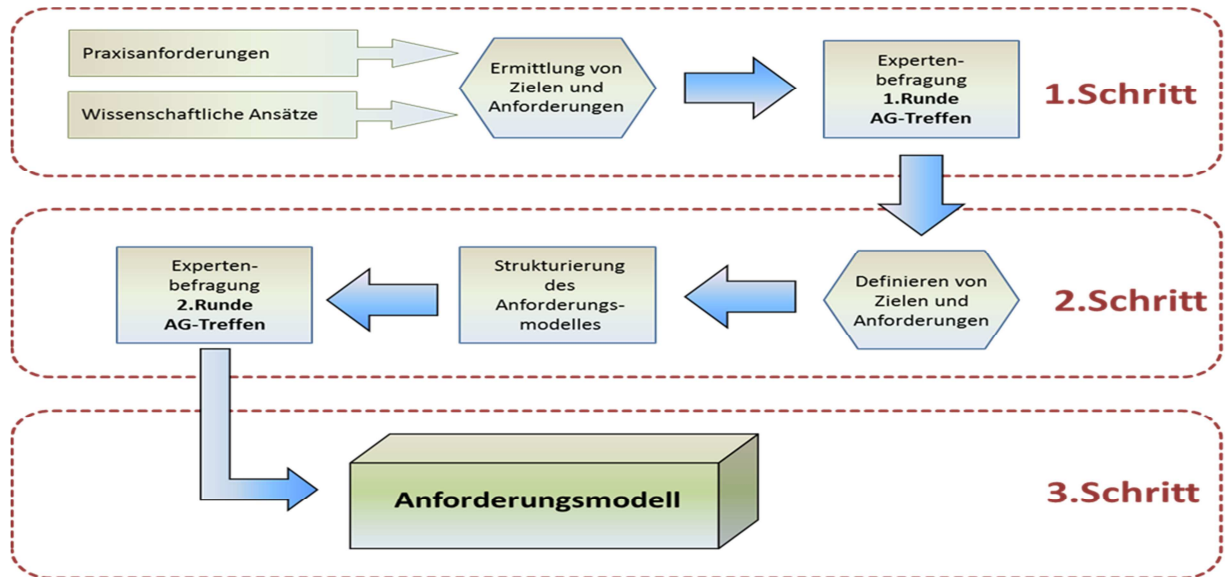 Praxisanforderungen
Wissenschaftliche Ansätze
Ermittlung von
Zielen und
Anforderungen
Experten-
befragung
1.Runde
AG-Treffen
1.Schritt
Experten-
befragung
2.Runde
AG-Treffen
Strukturierung
des
Anforderungs-
modelles
Definieren von
Zielen und
Anforderungen
2.Schritt
Anforderungsmodell
3.Schritt